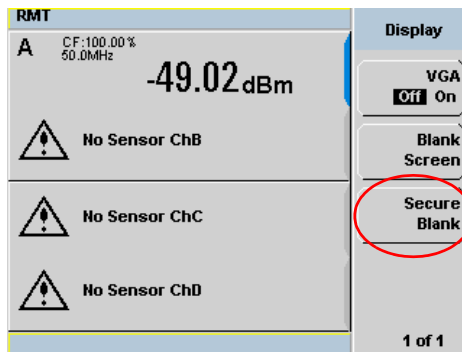 RMT
A
CF:100.00 %
50.0MHz
-49.02dBm
No Sensor ChB
No Sensor ChC
No Sensor ChD
Display
VGA
Off On
Blank
Screen
Secure
Blank
1 of 1